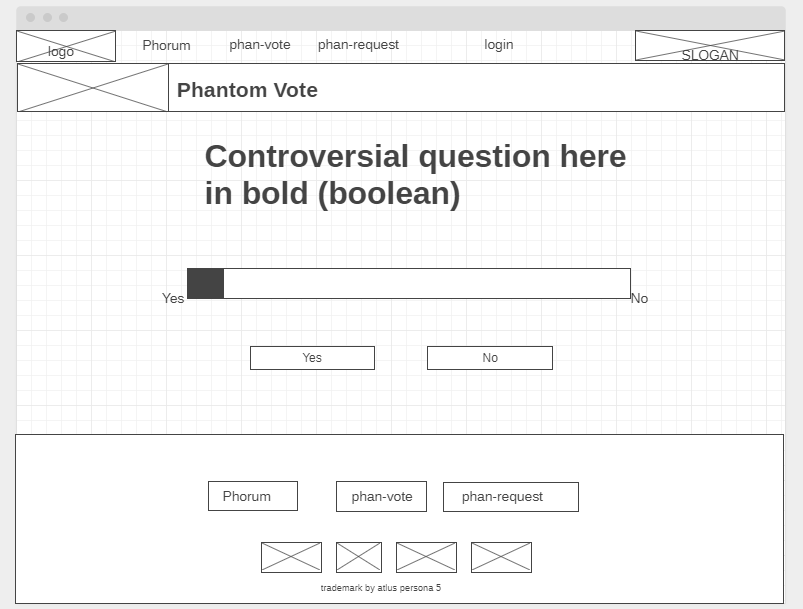 logo
Phorum
phan-vote
phan-request
login
SLOGAN
Phantom Vote
Controversial question here
in bold (boolean)
Yes
No
Yes
No
Phorum
phan-vote
phan-request
trademark by atlus persona 5